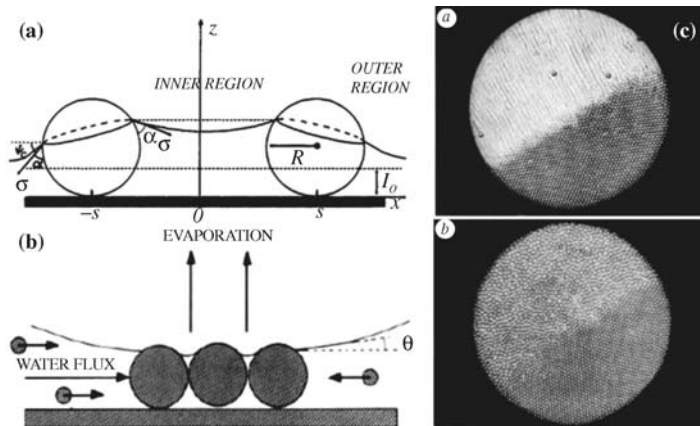 (a)
z
INNER REGION
OUTER
REGION
α
σ
R
α
σ
I₀
-s
0
s
x
(b)
EVAPORATION
WATER FLUX
θ
a
(c)
b